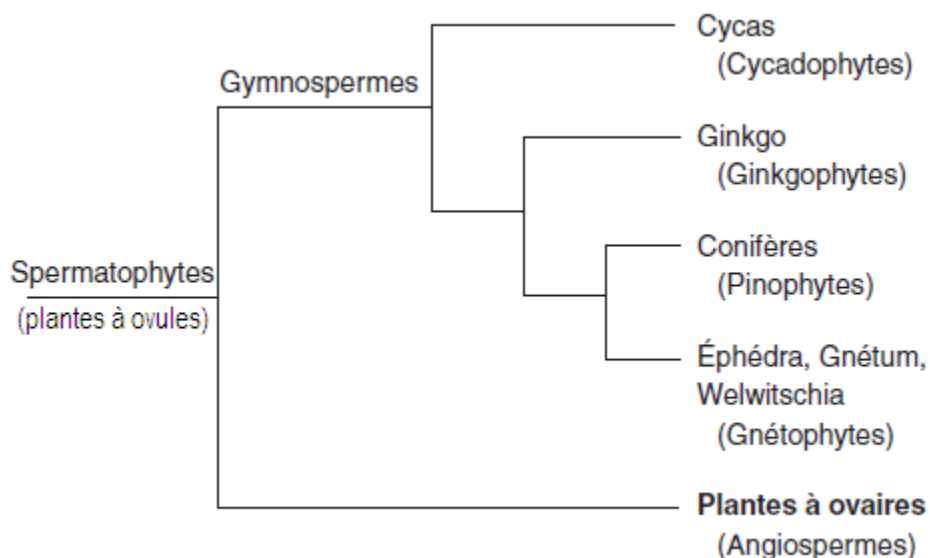 Cycas
(Cycadophytes)
Gymnospermes
Ginkgo
(Ginkgophytes)
Conifères
(Pinophytes)
Spermatophytes
(plantes à ovules)
Éphédra, Gnétum,
Welwitschia
(Gnétophytes)
Plantes à ovaires
(Angiospermes)